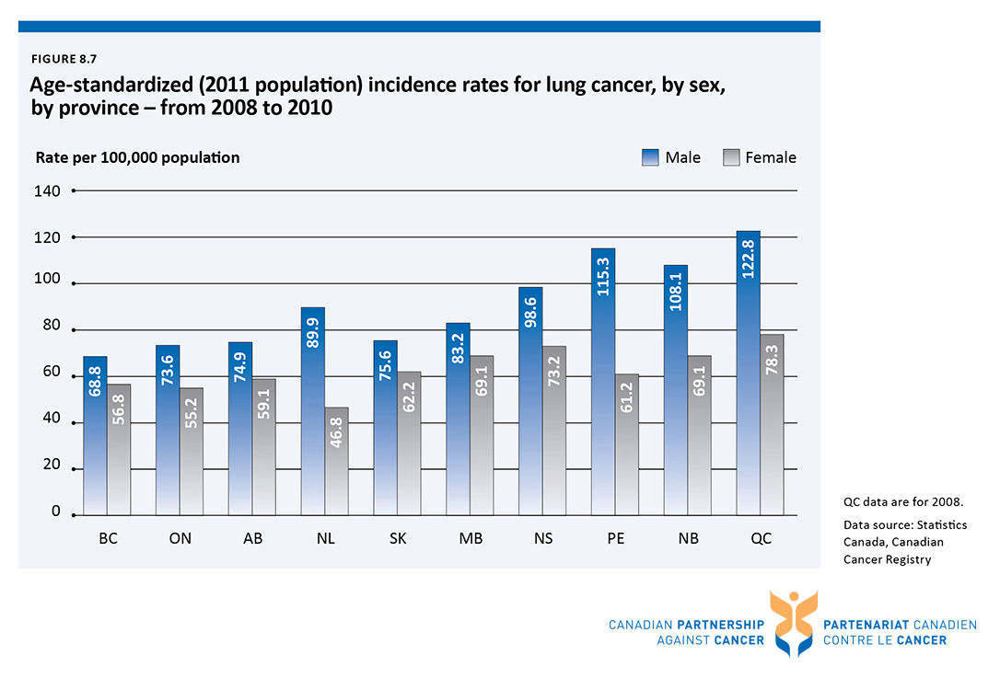 FIGURE 8.7
Age-standardized (2011 population) incidence rates for lung cancer, by sex,
by province – from 2008 to 2010
Rate per 100,000 population
Male
Female
140
120
100
80
60
40
20
0
68.8
56.8
73.6
55.2
74.9
59.1
89.9
46.8
75.6
62.2
83.2
69.1
98.6
73.2
115.3
61.2
108.1
69.1
122.8
78.3
BC
ON
AB
NL
SK
MB
NS
PE
NB
QC
QC data are for 2008.
Data source: Statistics
Canada, Canadian
Cancer Registry
CANADIAN PARTNERSHIP
AGAINST CANCER
PARTENARIAT CANADIEN
CONTRE LE CANCER